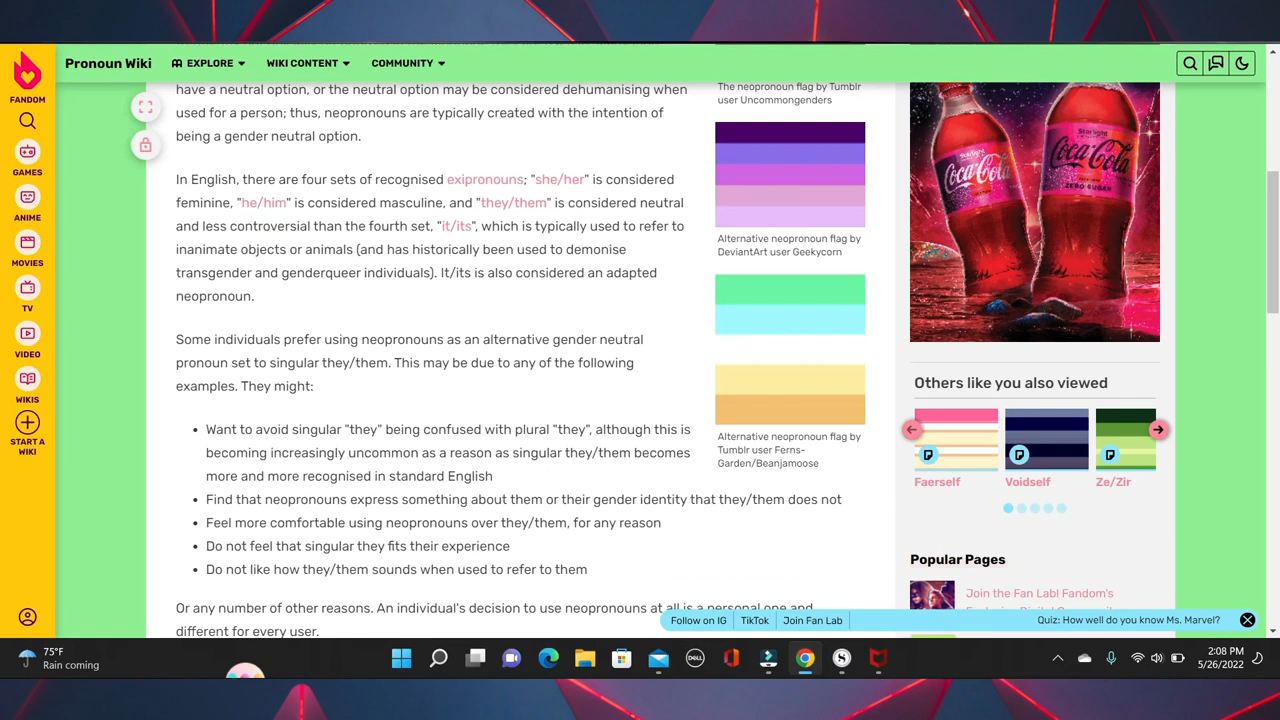 Pronoun Wiki
EXPLORE
WIKI CONTENT
COMMUNITY
FANDOM
GAMES
ANIME
MOVIES
TV
VIDEO
WIKIS
START A
WIKI
have a neutral option, or the neutral option may be considered dehumanising when
used for a person; thus, neopronouns are typically created with the intention of
being a gender neutral option.
In English, there are four sets of recognised exipronouns; "she/her" is considered
feminine, "he/him" is considered masculine, and "they/them" is considered neutral
and less controversial than the fourth set, "it/its", which is typically used to refer to
inanimate objects or animals (and has historically been used to demonise
transgender and genderqueer individuals). It/its is also considered an adapted
neopronoun.
Some individuals prefer using neopronouns as an alternative gender neutral
pronoun set to singular they/them. This may be due to any of the following
examples. They might:
• Want to avoid singular "they" being confused with plural "they", although this is
becoming increasingly uncommon as a reason as singular they/them becomes
more and more recognised in standard English
• Find that neopronouns express something about them or their gender identity that they/them does not
• Feel more comfortable using neopronouns over they/them, for any reason
• Do not feel that singular they fits their experience
• Do not like how they/them sounds when used to refer to them
Or any number of other reasons. An individual's decision to use neopronouns at all is a personal one and
different for every user.
The neopronoun flag by Tumblr
user Uncommongenders
Alternative neopronoun flag by
DeviantArt user Geekycorn
Alternative neopronoun flag by
Tumblr user Ferns-
Garden/Beanjamoose
Starlight
Coca-Cola
Starlight
Coca-Cola
ZERO SUGAR
Others like you also viewed
Faerself
Voidself
Ze/Zir
Popular Pages
Join the Fan Lab! Fandom's
Follow on IG
TikTok
Join Fan Lab
Quiz: How well do you know Ms. Marvel?
75°F
Rain coming
DELL
2:08 PM
5/26/2022